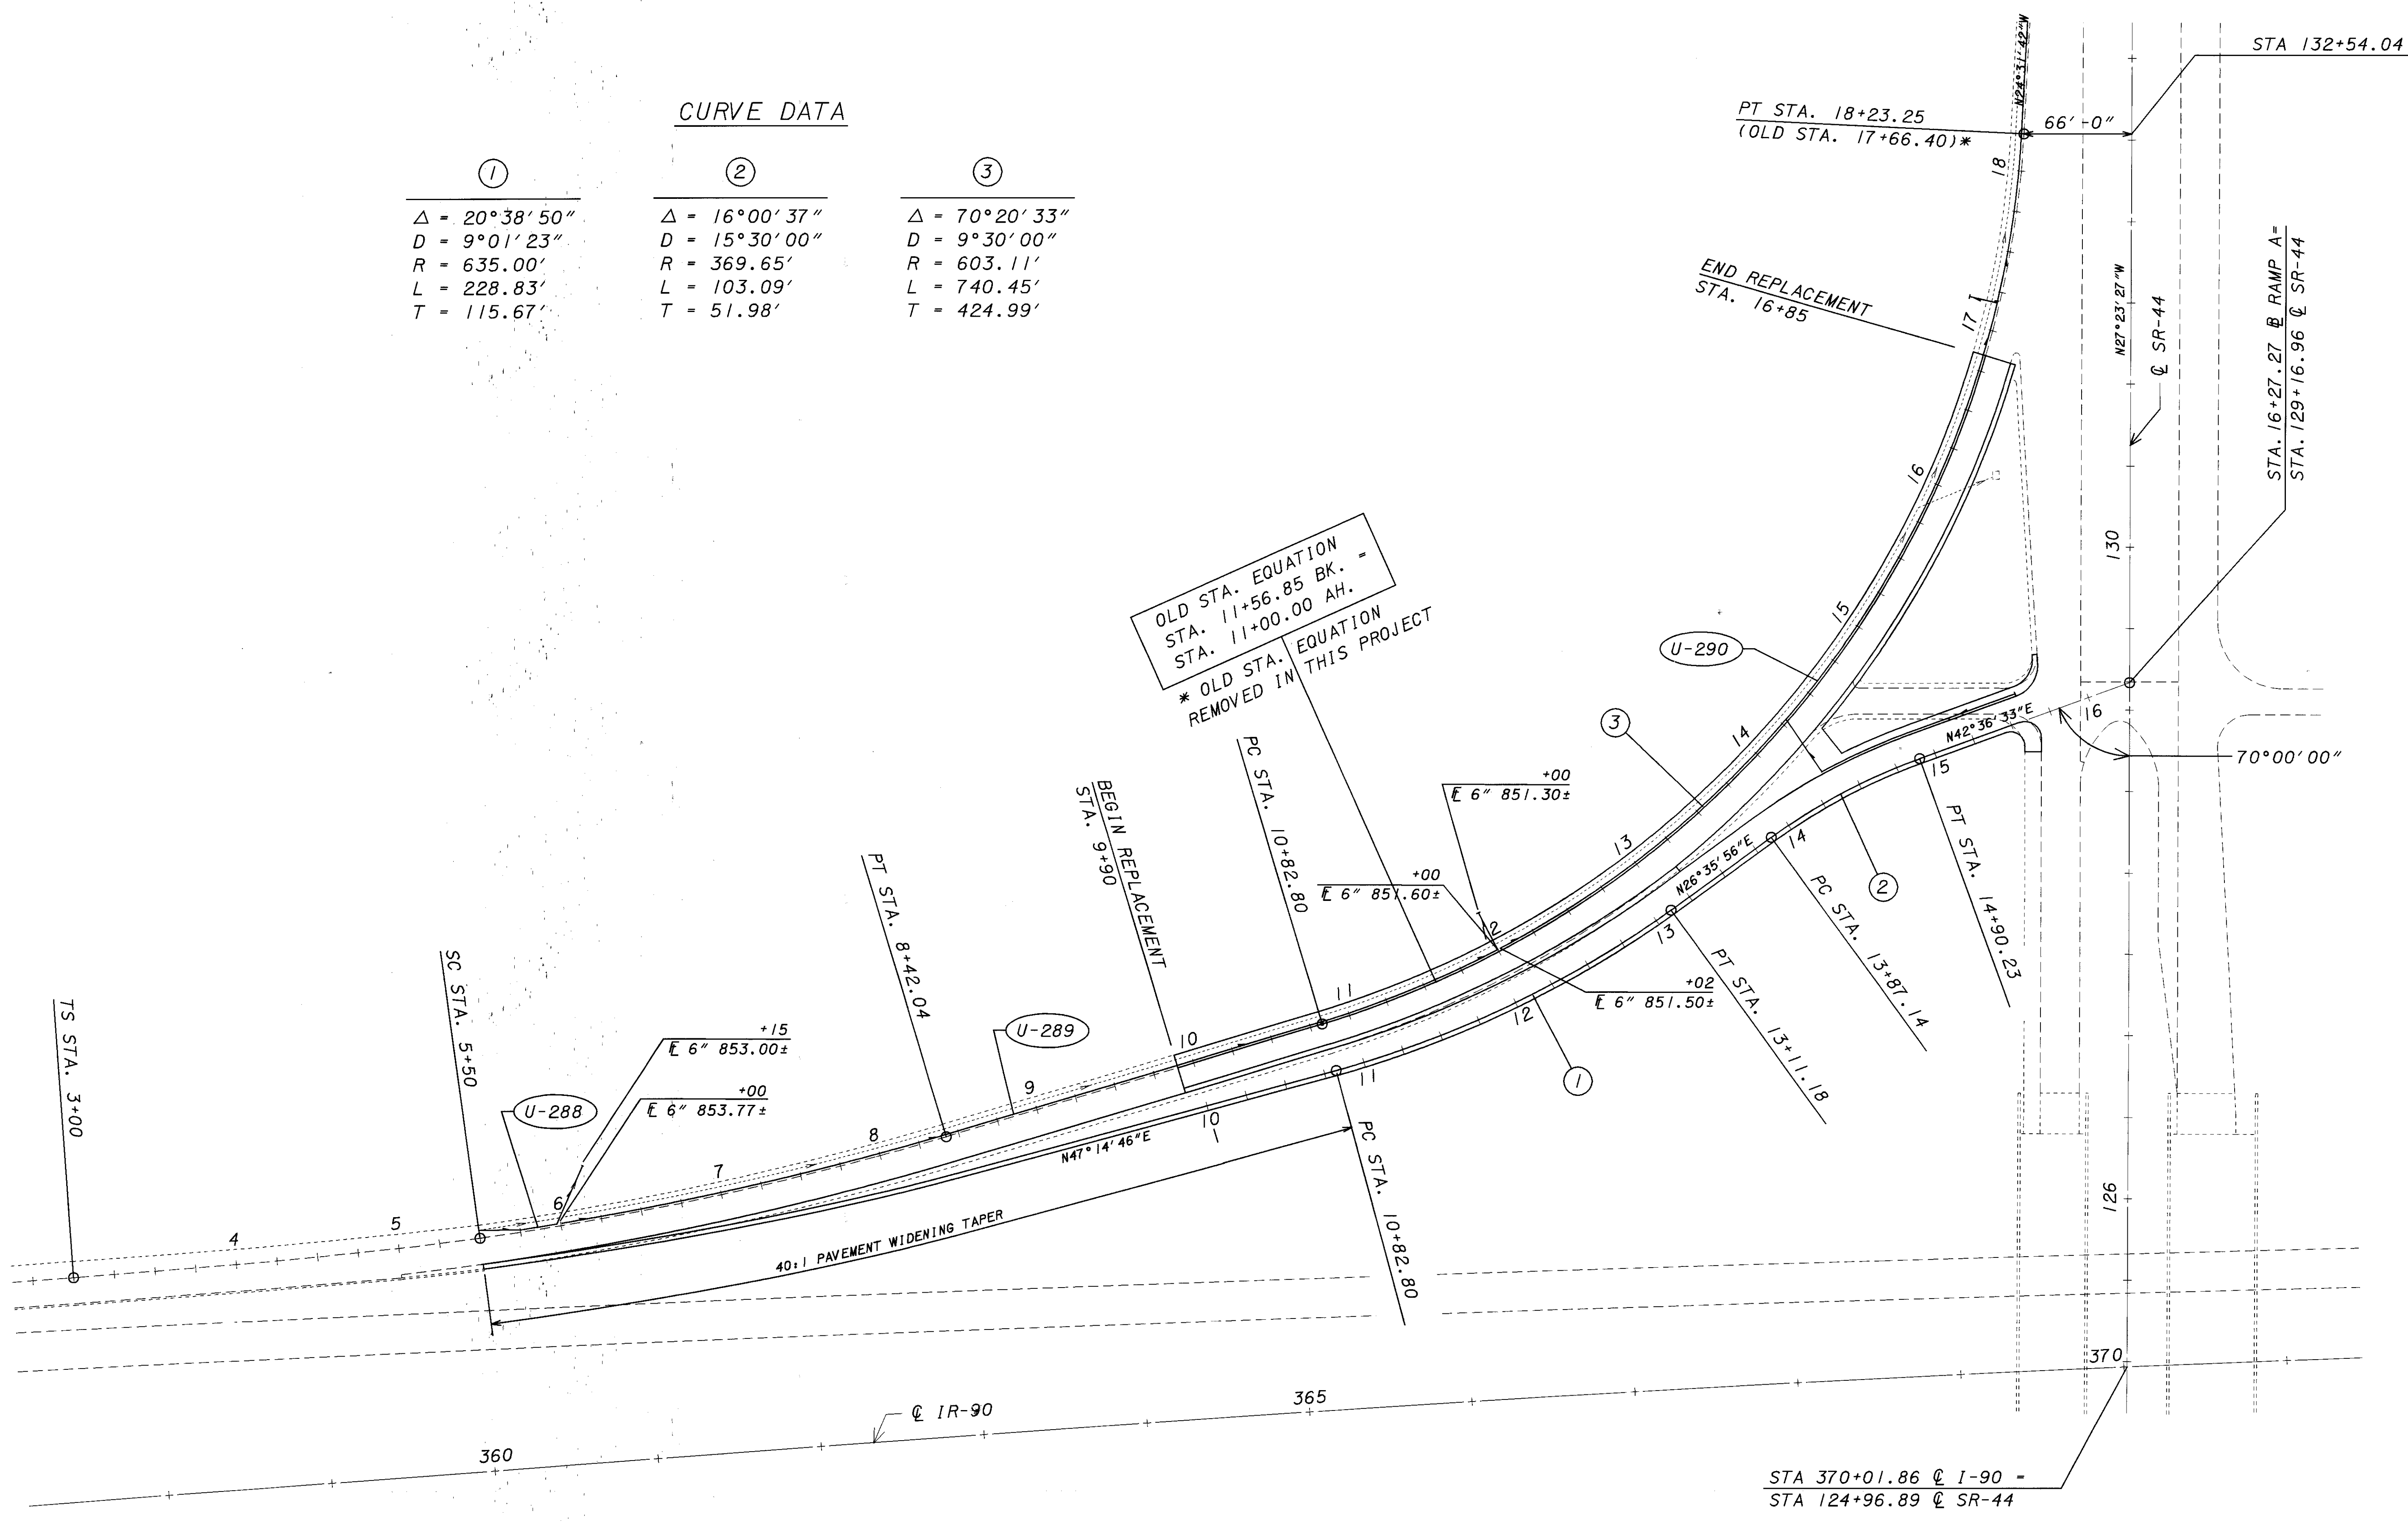 CURVE DATA
1
Δ = 20°38'50"
D = 9°01'23"
R = 635.00'
L = 228.83'
T = 115.67'
2
Δ = 16°00'37"
D = 15°30'00"
R = 369.65'
L = 103.09'
T = 51.98'
3
Δ = 70°20'33"
D = 9°30'00"
R = 603.11'
L = 740.45'
T = 424.99'
N24°31'42"W
STA 132+54.04
PT STA. 18+23.25
(OLD STA. 17+66.40)*
66'-0"
18
END REPLACEMENT
STA. 16+85
17
N27°23'27"W
℄ SR-44
STA. 16+27.27 ℄ RAMP A=
STA. 129+16.96 ℄ SR-44
16
130
15
OLD STA. EQUATION
STA. 11+56.85 BK. =
STA. 11+00.00 AH.
* OLD STA. EQUATION
REMOVED IN THIS PROJECT
U-290
3
14
N42°36'33"E
16
70°00'00"
15
PC STA. 10+82.80
BEGIN REPLACEMENT
STA. 9+90
+00
℄ 6" 851.30±
13
+00
℄ 6" 851.60±
12
N26°35'56"E
14
2
PT STA. 14+90.23
PC STA. 13+87.14
13
PT STA. 13+11.18
+02
℄ 6" 851.50±
12
1
11
11
10
10
PT STA. 8+42.04
U-289
9
8
7
6
SC STA. 5+50
+15
℄ 6" 853.00±
+00
℄ 6" 853.77±
U-288
TS STA. 3+00
4
5
N47°14'46"E
PC STA. 10+82.80
40:1 PAVEMENT WIDENING TAPER
126
370
365
℄ IR-90
360
STA 370+01.86 ℄ I-90 =
STA 124+96.89 ℄ SR-44